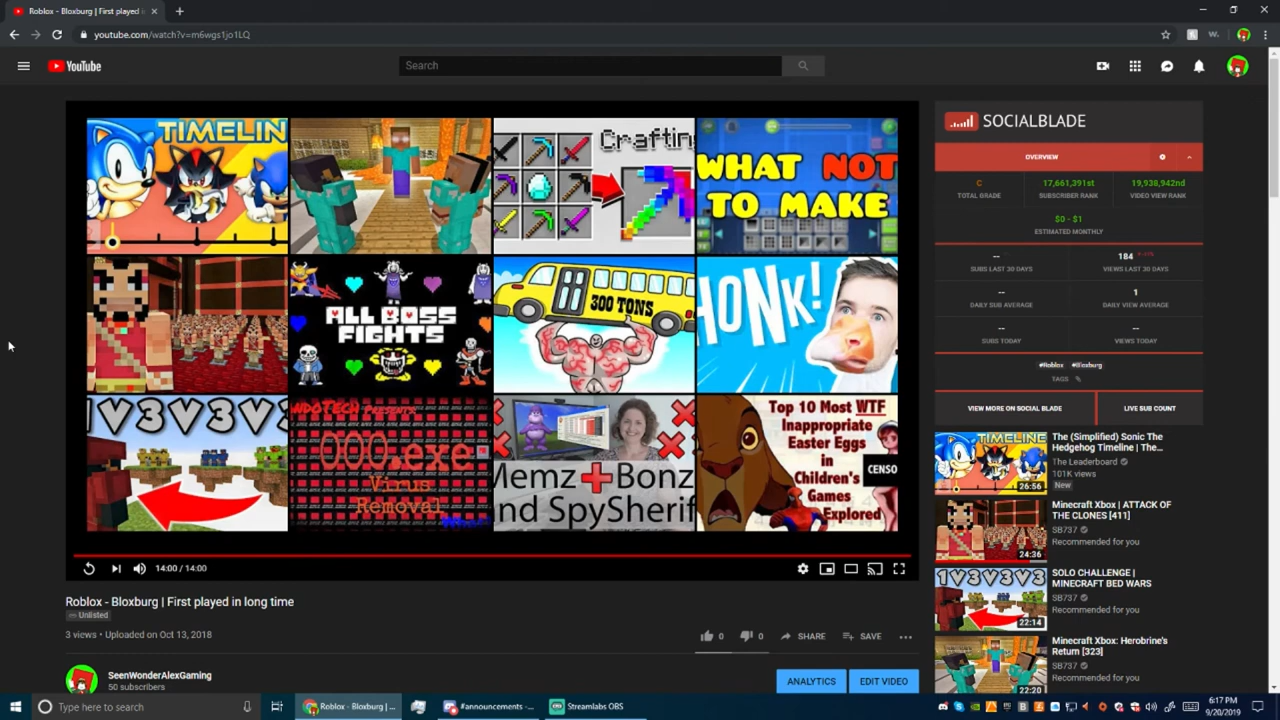 Roblox - Bloxburg | First played i
youtube.com/watch?v=m6wgs1jo1LQ
YouTube
Search
TIMELIN
Crafting
WHAT NOT
TO MAKE
ALL BOSS
FIGHTS
300 TONS
HONK!
1V3V3V3
NDOTECH PRESENTS:
000.exe
Virus
Removal
Memz + Bonz
nd SpySherif
Top 10 Most WTF
Inappropriate
Easter Eggs
in
Children's
Games
Explored
CENSO
14:00 / 14:00
Roblox - Bloxburg | First played in long time
Unlisted
3 views • Uploaded on Oct 13, 2018
0
0
SHARE
SAVE
SeenWonderAlexGaming
50 subscribers
ANALYTICS
EDIT VIDEO
SOCIALBLADE
OVERVIEW
C
17,661,391st
19,938,942nd
TOTAL GRADE
SUBSCRIBER RANK
VIDEO VIEW RANK
$0 - $1
ESTIMATED MONTHLY
--
184
SUBS LAST 30 DAYS
VIEWS LAST 30 DAYS
--
1
DAILY SUB AVERAGE
DAILY VIEW AVERAGE
--
--
SUBS TODAY
VIEWS TODAY
#Roblox #Bloxburg
TAGS
VIEW MORE ON SOCIAL BLADE
LIVE SUB COUNT
TIMELINE
26:56
The (Simplified) Sonic The
Hedgehog Timeline | The...
The Leaderboard
101K views
New
24:36
Minecraft Xbox | ATTACK OF
THE CLONES [411]
SB737
Recommended for you
1V3V3V3
22:14
SOLO CHALLENGE |
MINECRAFT BED WARS
SB737
Recommended for you
22:20
Minecraft Xbox: Herobrine's
Return [323]
SB737
Recommended for you
Type here to search
Roblox - Bloxburg | ...
#announcements -...
Streamlabs OBS
6:17 PM
9/20/2019